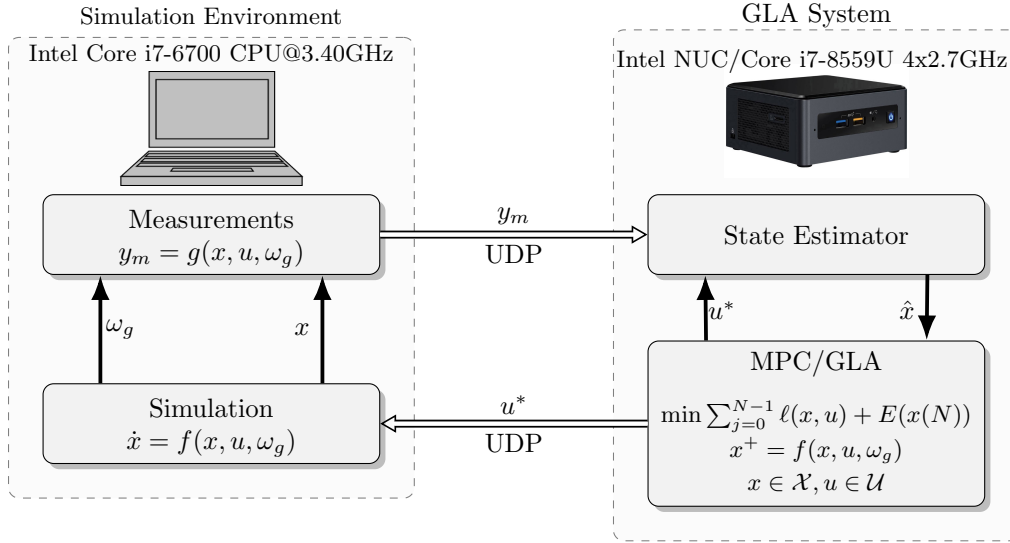 Simulation Environment
Intel Core i7-6700 CPU@3.40GHz
Measurements
y_m = g(x, u, ω_g)
ω_g
x
Simulation
ẋ = f(x, u, ω_g)
y_m
UDP
u*
UDP
GLA System
Intel NUC/Core i7-8559U 4x2.7GHz
State Estimator
u*
x̂
MPC/GLA
min ∑_{j=0}^{N−1} ℓ(x, u) + E(x(N))
x⁺ = f(x, u, ω_g)
x ∈ 𝒳, u ∈ 𝒰